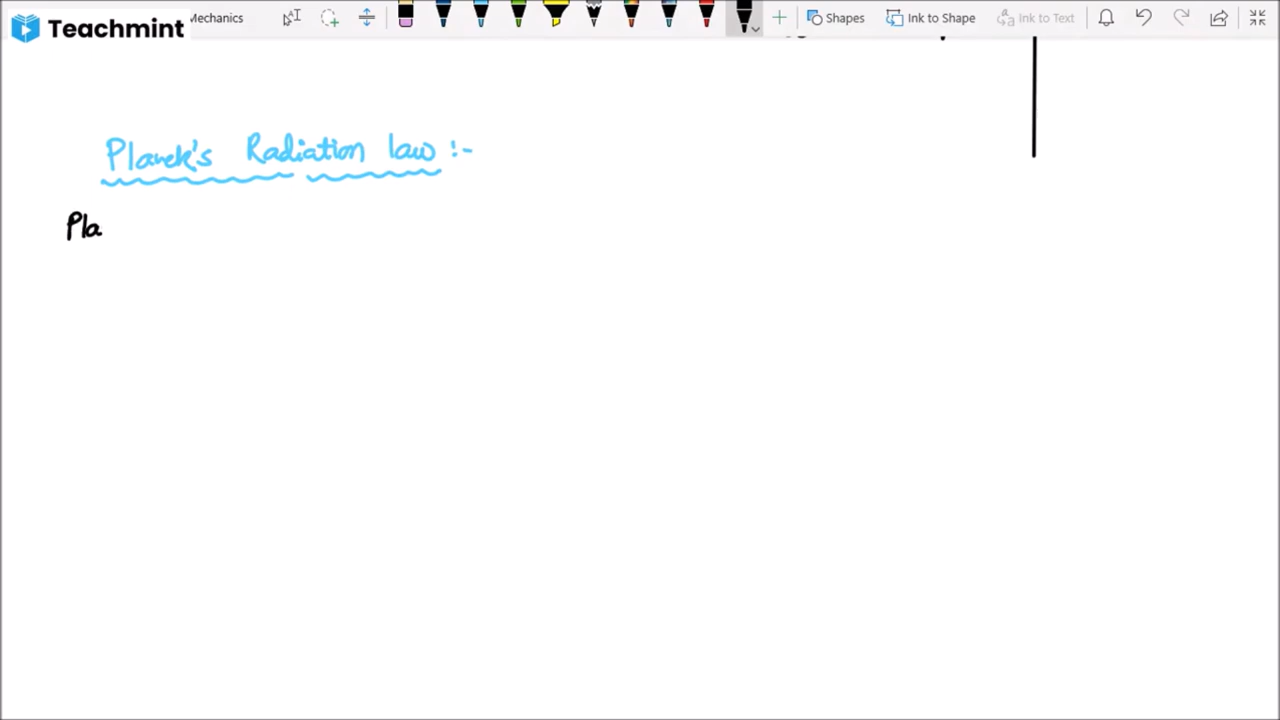 Teachmint
Mechanics
Shapes
Ink to Shape
Ink to Text
Planck's Radiation law :-
Pla